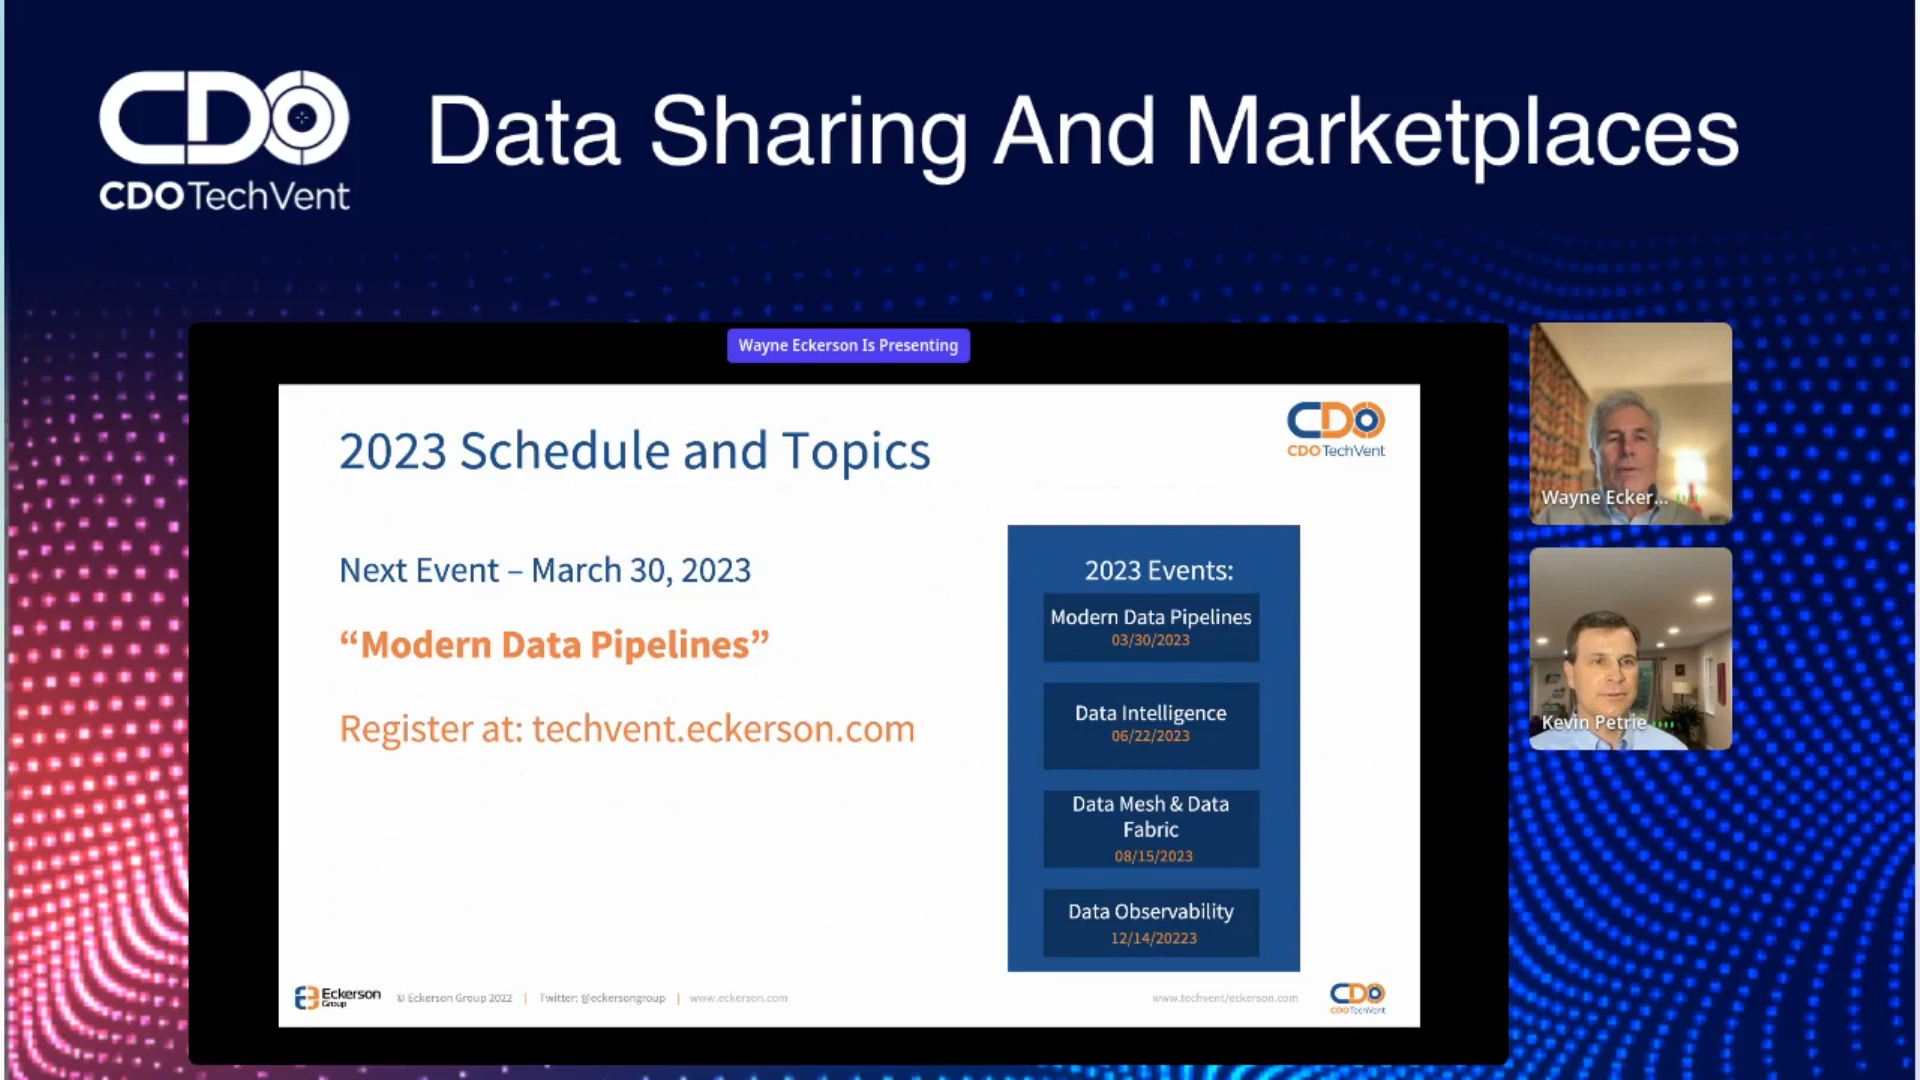 CDO
CDO TechVent
Data Sharing And Marketplaces
Wayne Eckerson Is Presenting
2023 Schedule and Topics
CDO
CDO TechVent
Next Event – March 30, 2023
“Modern Data Pipelines”
Register at: techvent.eckerson.com
2023 Events:
Modern Data Pipelines
03/30/2023
Data Intelligence
06/22/2023
Data Mesh & Data
Fabric
08/15/2023
Data Observability
12/14/20223
Wayne Ecker...
Kevin Petrie
Eckerson
Group
© Eckerson Group 2022 | Twitter: @eckersongroup | www.eckerson.com
www.techvent/eckerson.com
CDO
CDO TechVent